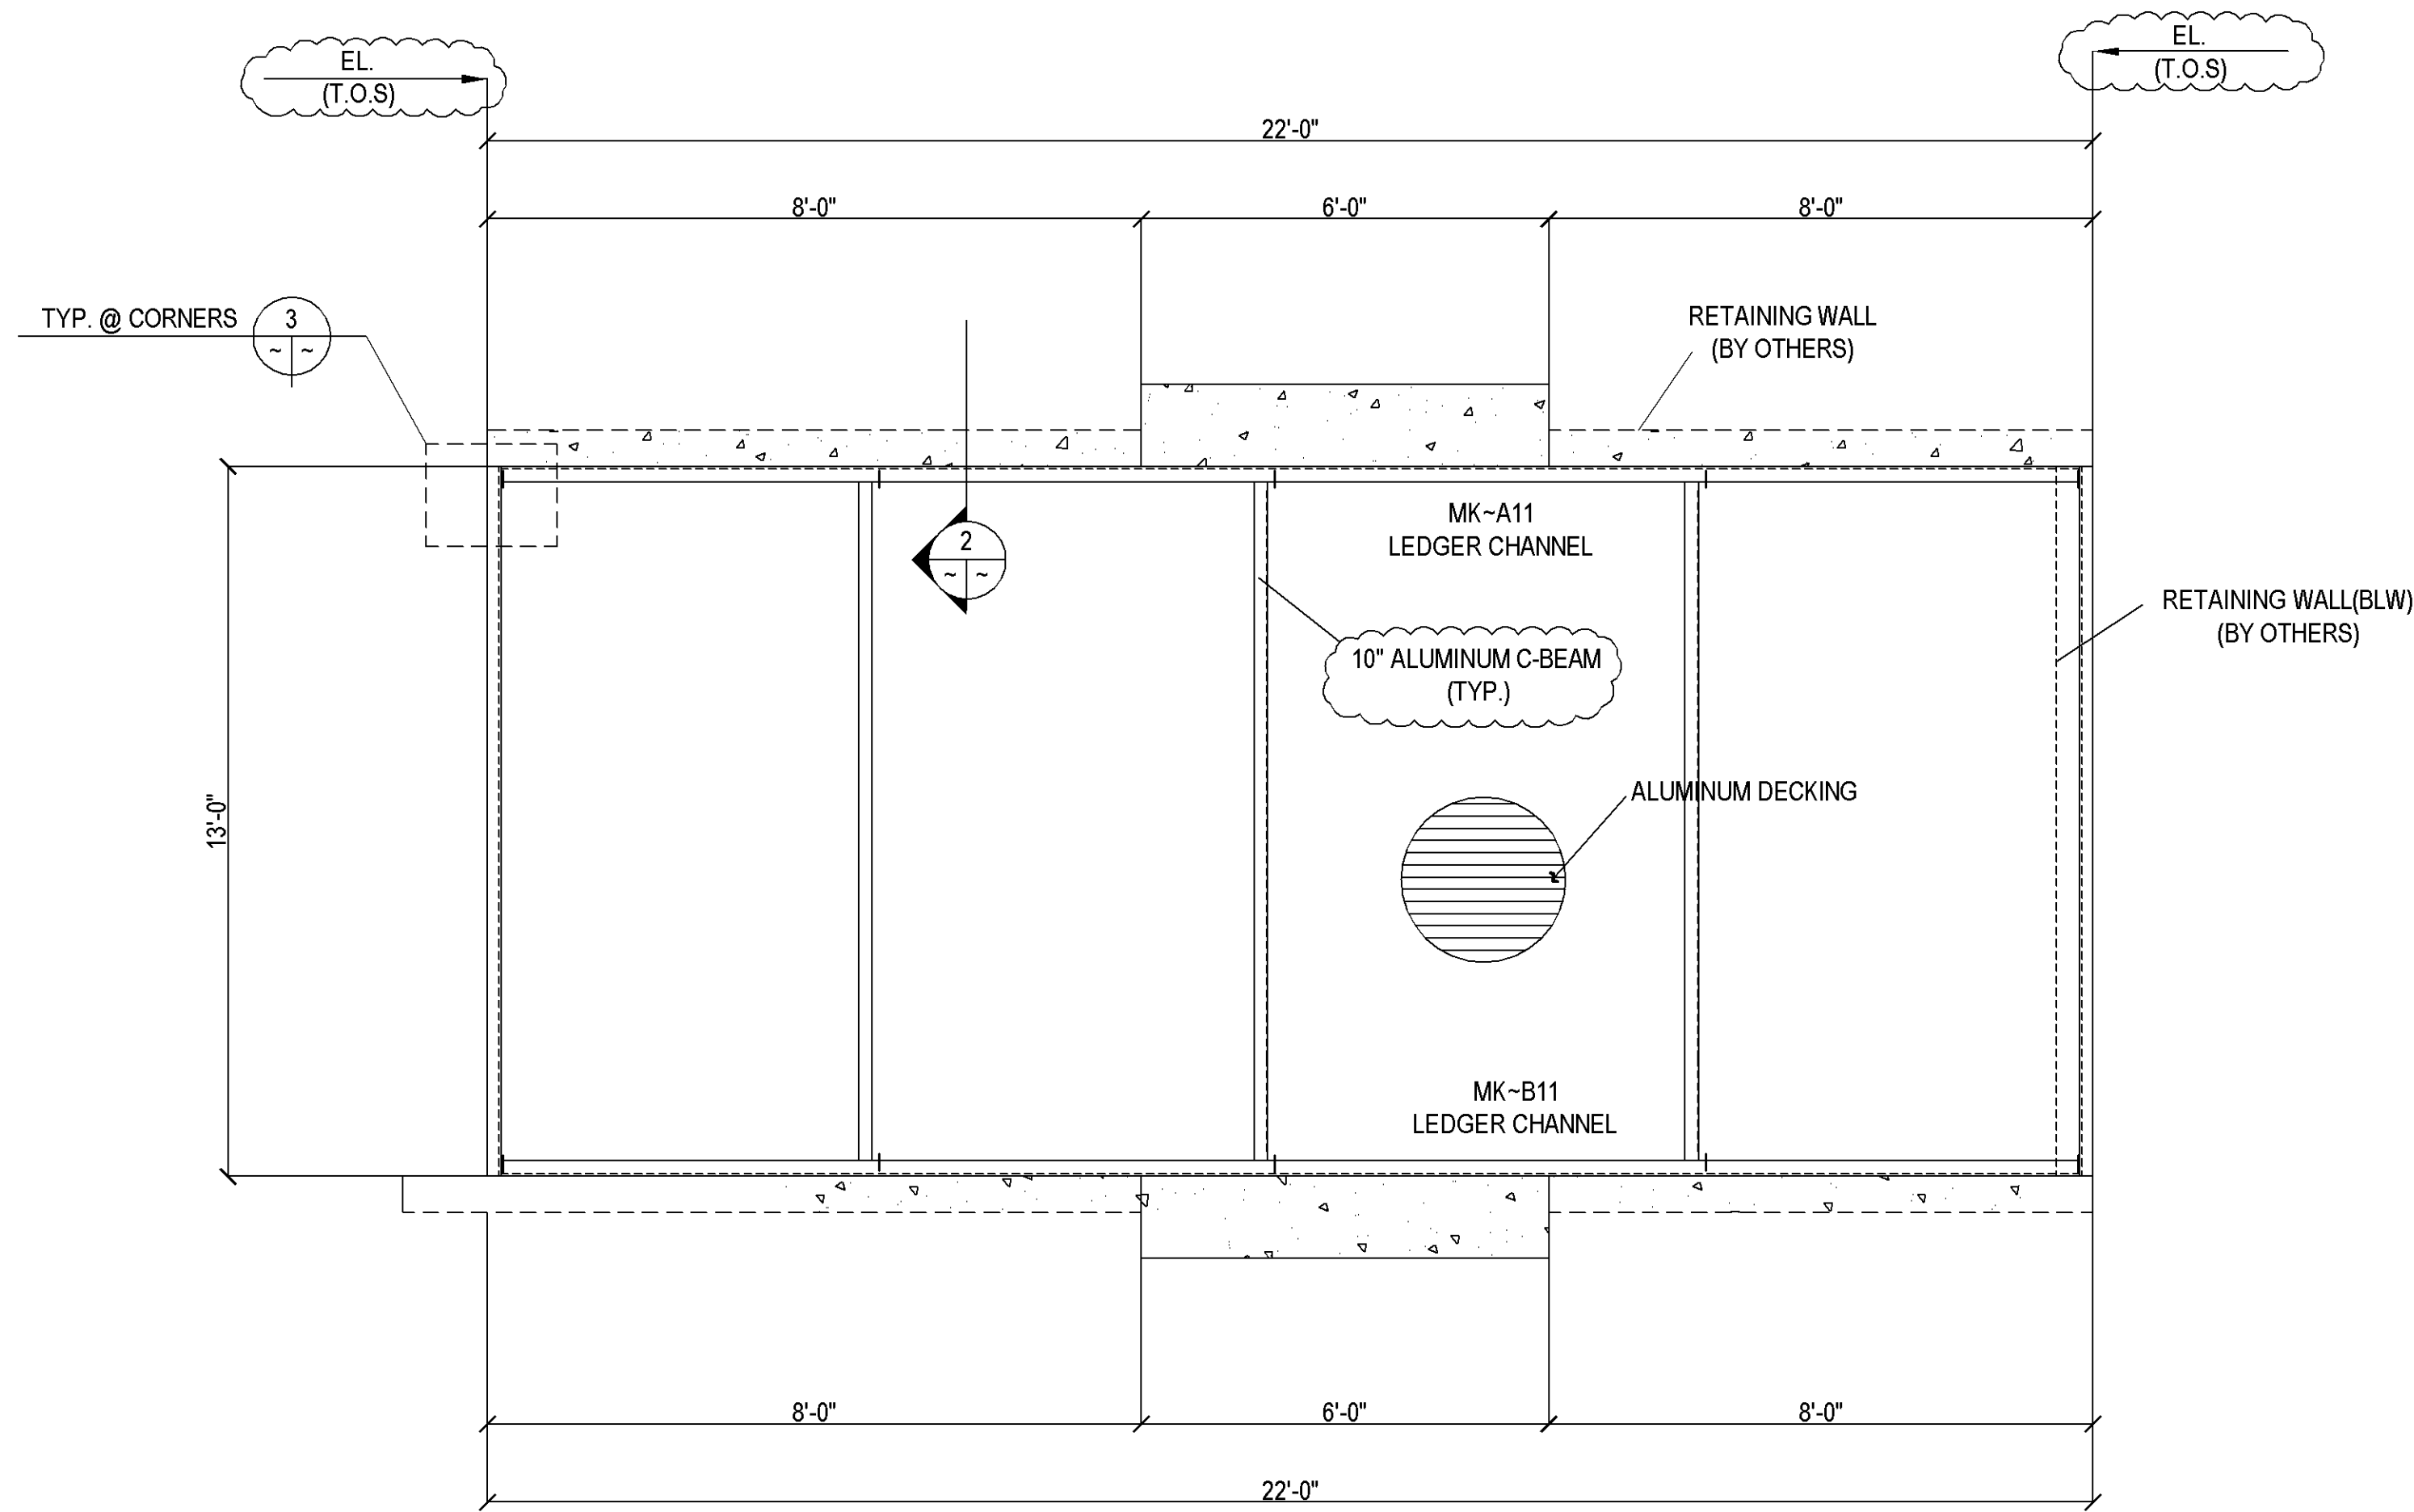 EL.
(T.O.S)
EL.
(T.O.S)
22'-0"
8'-0"
6'-0"
8'-0"
TYP. @ CORNERS
3
~ ~
RETAINING WALL
(BY OTHERS)
MK~A11
LEDGER CHANNEL
2
~ ~
RETAINING WALL(BLW)
(BY OTHERS)
10" ALUMINUM C-BEAM
(TYP.)
ALUMINUM DECKING
13'-0"
MK~B11
LEDGER CHANNEL
8'-0"
6'-0"
8'-0"
22'-0"